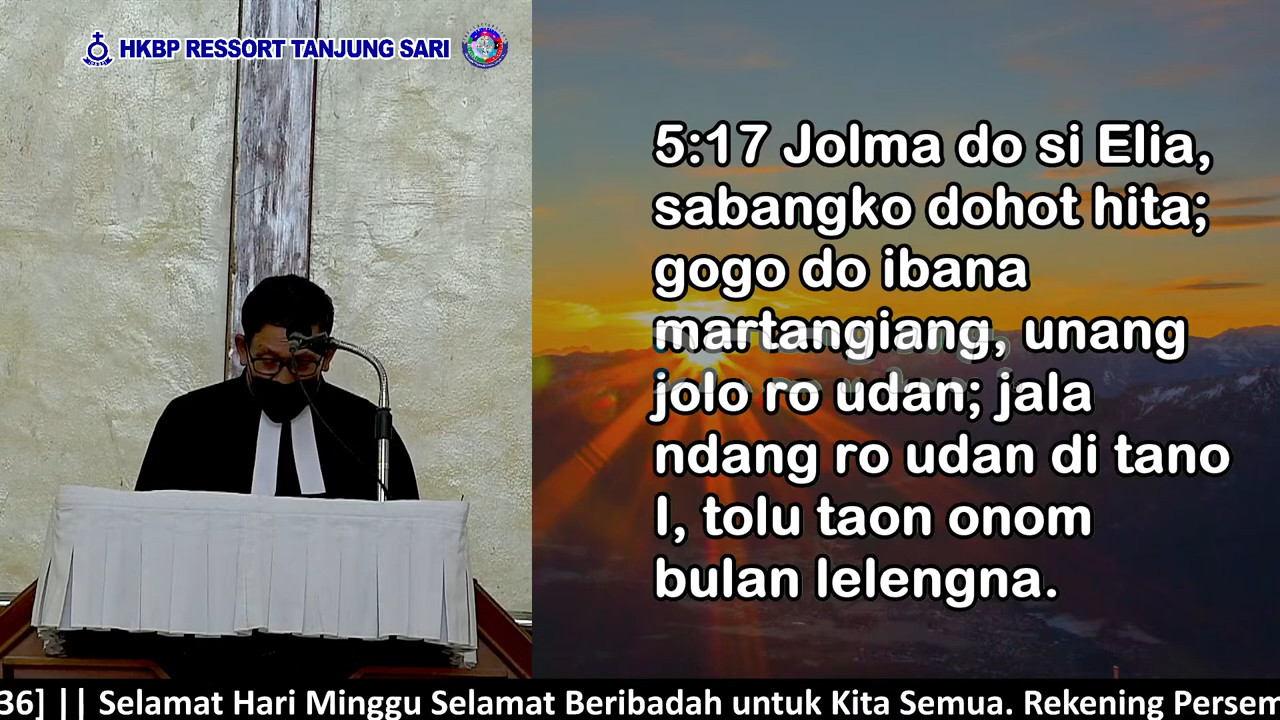 HKBP RESSORT TANJUNG SARI
5:17 Jolma do si Elia,
sabangko dohot hita;
gogo do ibana
martangiang, unang
jolo ro udan; jala
ndang ro udan di tano
I, tolu taon onom
bulan lelengna.
36] || Selamat Hari Minggu Selamat Beribadah untuk Kita Semua. Rekening Persem